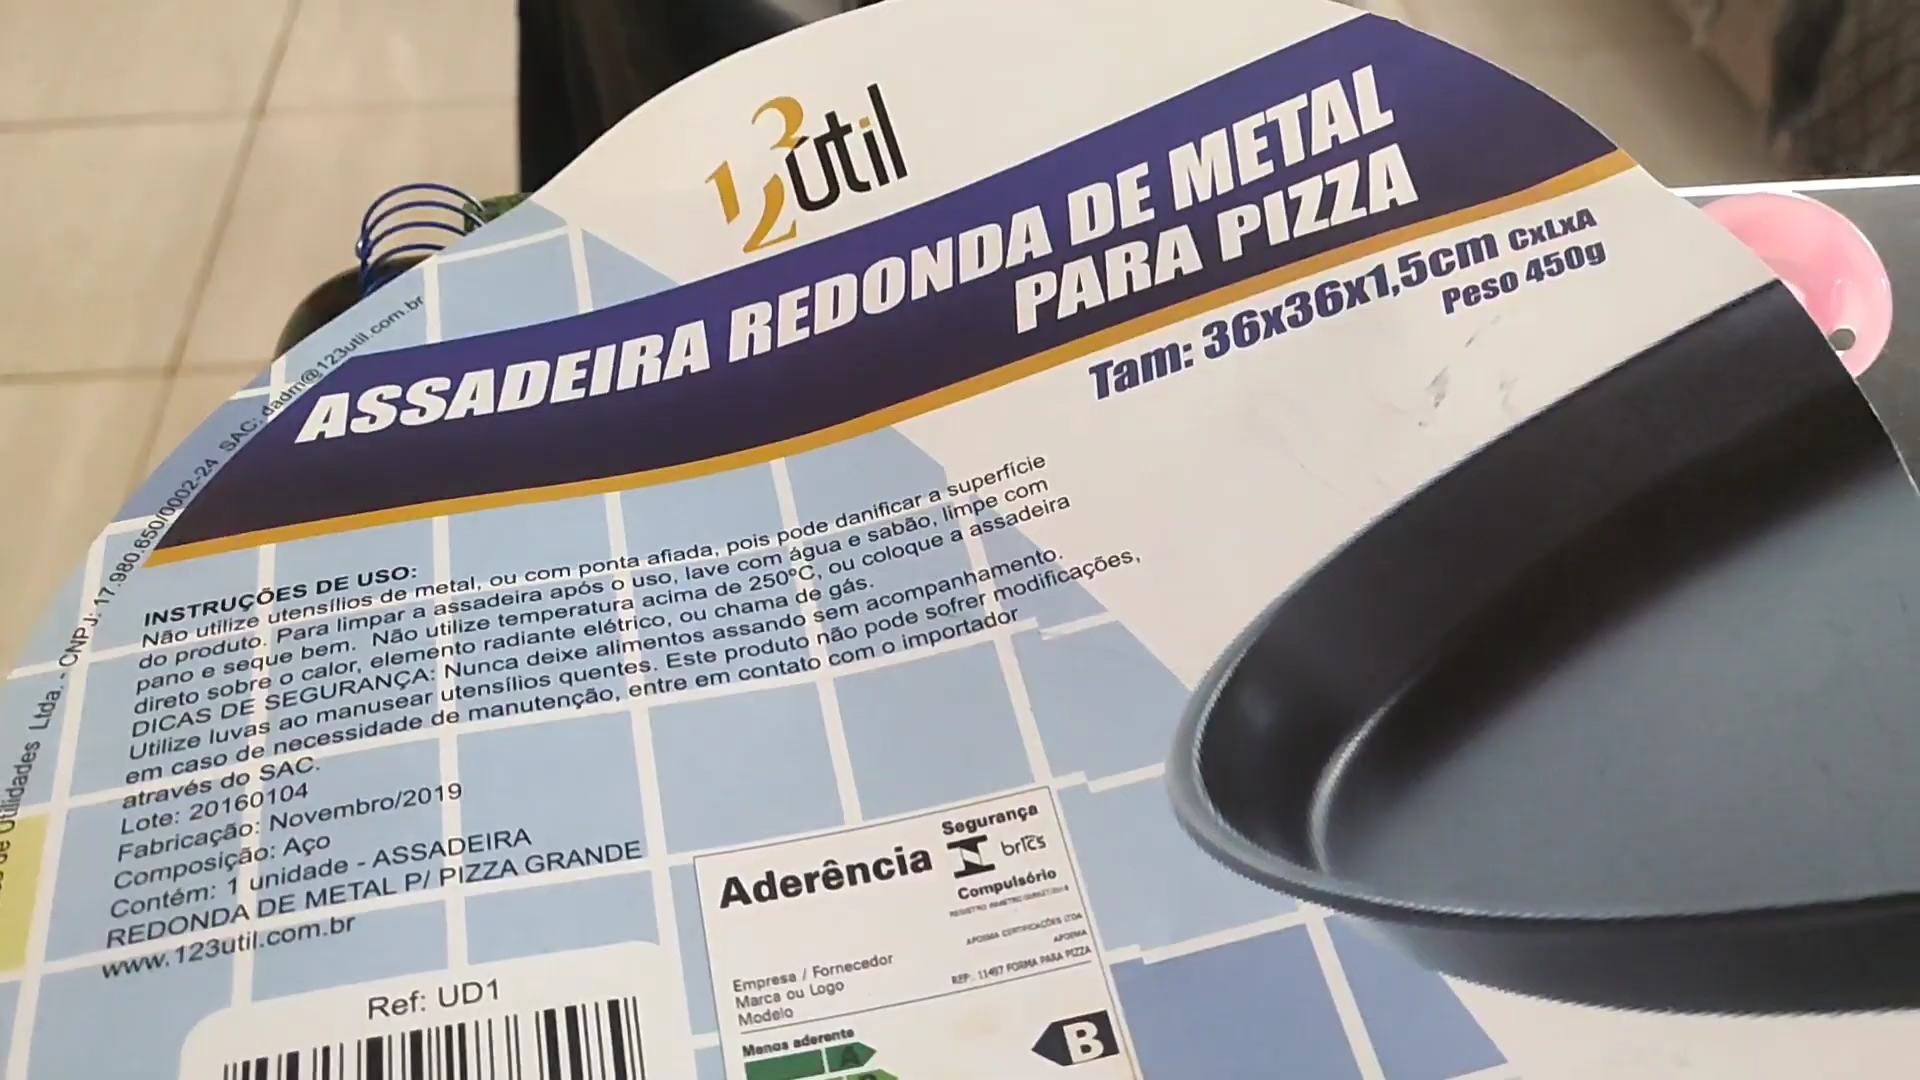 123útil
ASSADEIRA REDONDA DE METAL
PARA PIZZA
Tam: 36x36x1,5cm CxLxA
Peso 450g
de Utilidades Ltda. - CNPJ: 17.980.650/0002-24 SAC: dadm@123util.com.br
INSTRUÇÕES DE USO:
Não utilize utensílios de metal, ou com ponta afiada, pois pode danificar a superfície
do produto. Para limpar a assadeira após o uso, lave com água e sabão, limpe com
pano e seque bem. Não utilize temperatura acima de 250ºC, ou coloque a assadeira
direto sobre o calor, elemento radiante elétrico, ou chama de gás.
DICAS DE SEGURANÇA: Nunca deixe alimentos assando sem acompanhamento.
Utilize luvas ao manusear utensílios quentes. Este produto não pode sofrer modificações,
em caso de necessidade de manutenção, entre em contato com o importador
através do SAC.
Lote: 20160104
Fabricação: Novembro/2019
Composição: Aço
Contém: 1 unidade - ASSADEIRA
REDONDA DE METAL P/ PIZZA GRANDE
www.123util.com.br
Ref: UD1
Aderência
Segurança
brics
Compulsório
APOEMA CERTIFICAÇÕES LTDA
APOEMA
REF.: 11497 FORMA PARA PIZZA
Empresa / Fornecedor
Marca ou Logo
Modelo
Menos aderente
A
B